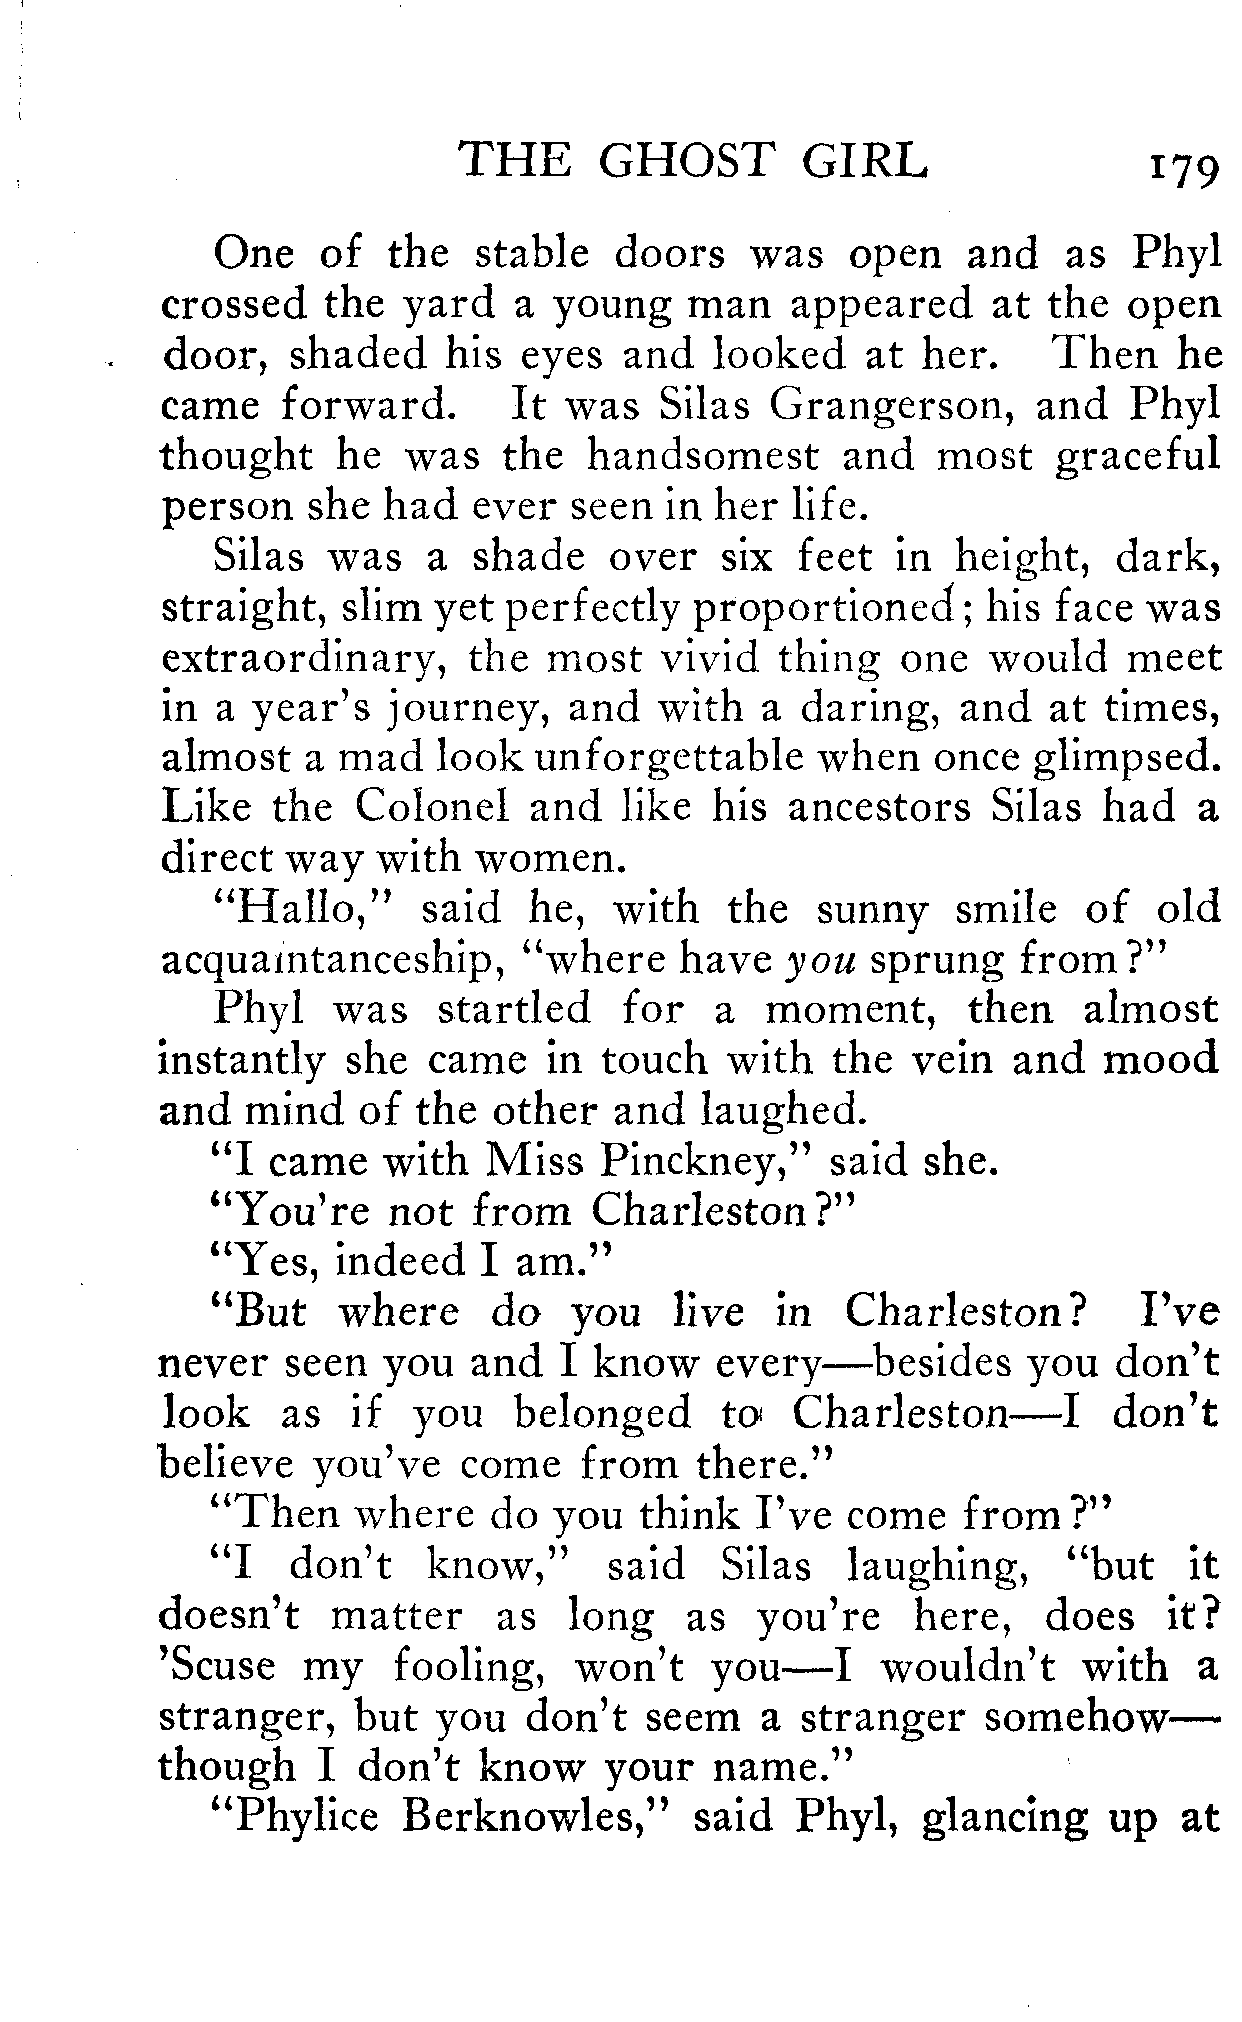 THE GHOST GIRL 179
One of the stable doors was open and as Phyl
crossed the yard a young man appeared at the open
door, shaded his eyes and looked at her. Then he
came forward. It was Silas Grangerson, and Phyl
thought he was the handsomest and most graceful
person she had ever seen in her life.
Silas was a shade over six feet in height, dark,
straight, slim yet perfectly proportioned; his face was
extraordinary, the most vivid thing one would meet
in a year's journey, and with a daring, and at times,
almost a mad look unforgettable when once glimpsed.
Like the Colonel and like his ancestors Silas had a
direct way with women.
"Hallo," said he, with the sunny smile of old
acquaintanceship, "where have you sprung from?"
Phyl was startled for a moment, then almost
instantly she came in touch with the vein and mood
and mind of the other and laughed.
"I came with Miss Pinckney," said she.
"You're not from Charleston?"
"Yes, indeed I am."
"But where do you live in Charleston? I've
never seen you and I know every—besides you don't
look as if you belonged to Charleston—I don't
believe you've come from there."
"Then where do you think I've come from?"
"I don't know," said Silas laughing, "but it
doesn't matter as long as you're here, does it?
'Scuse my fooling, won't you—I wouldn't with a
stranger, but you don't seem a stranger somehow—
though I don't know your name."
"Phylice Berknowles," said Phyl, glancing up at